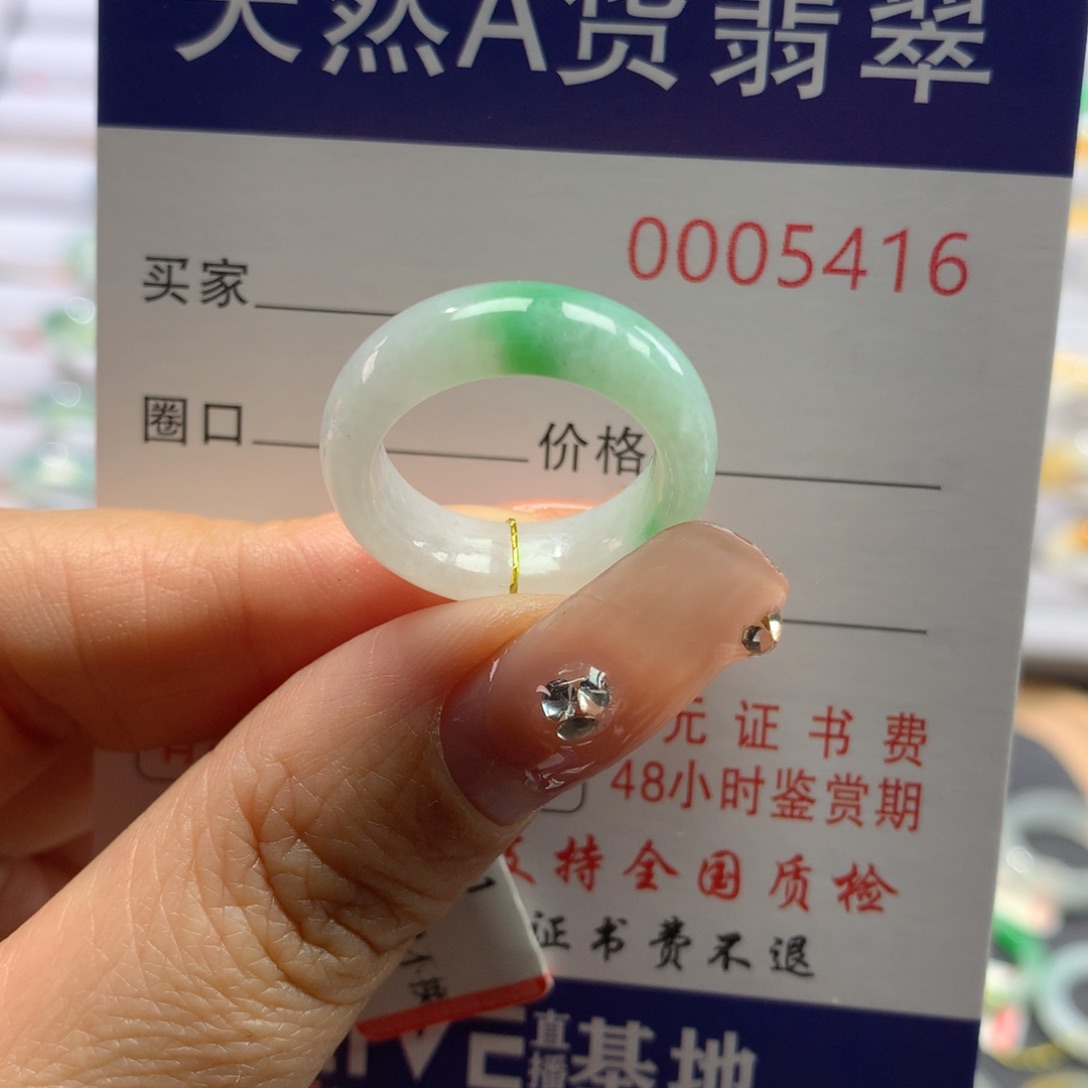 天然A货翡翠
0005416
买家
圈口 价格
元 证 书 费
48小时鉴赏期
支持全国质检
证书费不退
LIVE 直播 基地